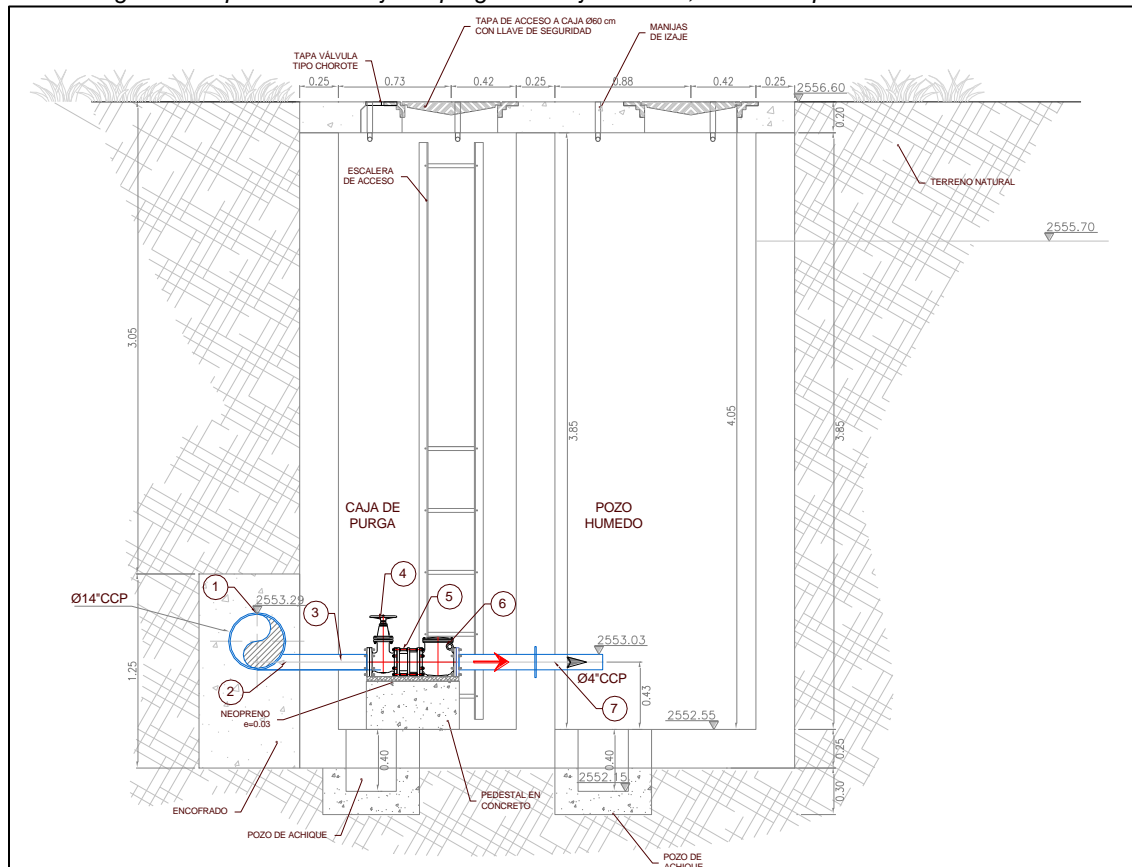 TAPA DE ACCESO A CAJA Ø60 cm
CON LLAVE DE SEGURIDAD
MANIJAS
DE IZAJE
TAPA VÁLVULA
TIPO CHOROTE
0.25
0.73
0.42
0.25
0.88
0.42
0.25
2556.60
0.20
ESCALERA
DE ACCESO
TERRENO NATURAL
2555.70
3.05
3.85
4.05
3.85
CAJA DE
PURGA
POZO
HUMEDO
1
4
5
6
Ø14"CCP
2553.29
3
2553.03
Ø4"CCP
1.25
2
7
0.43
NEOPRENO
e=0.03
2552.55
0.40
0.40
0.25
2552.15
0.30
ENCOFRADO
PEDESTAL EN
CONCRETO
POZO DE ACHIQUE
POZO DE
ACHIQUE